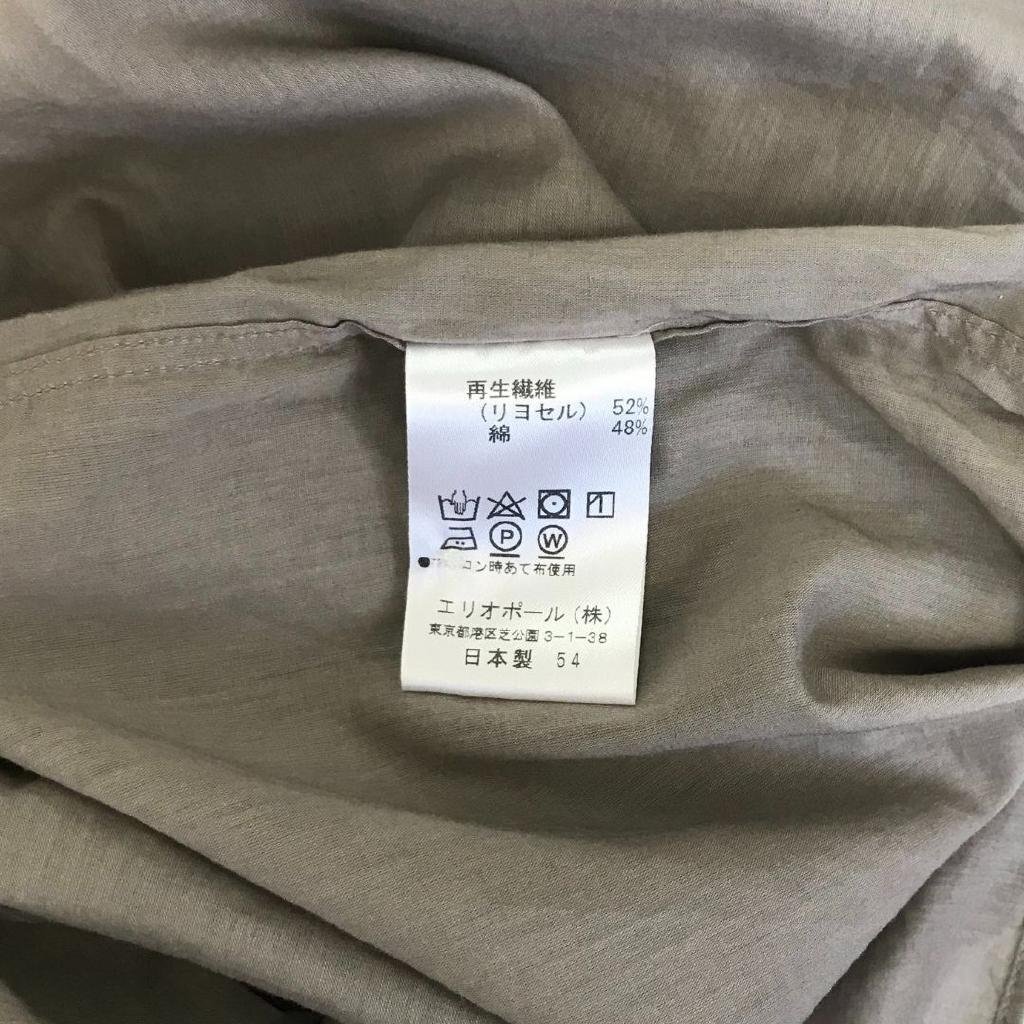 再生繊維
（リヨセル） 52%
綿 48%
P W
コン時あて布使用
エリオポール（株）
東京都港区芝公園3-1-38
日本製 54